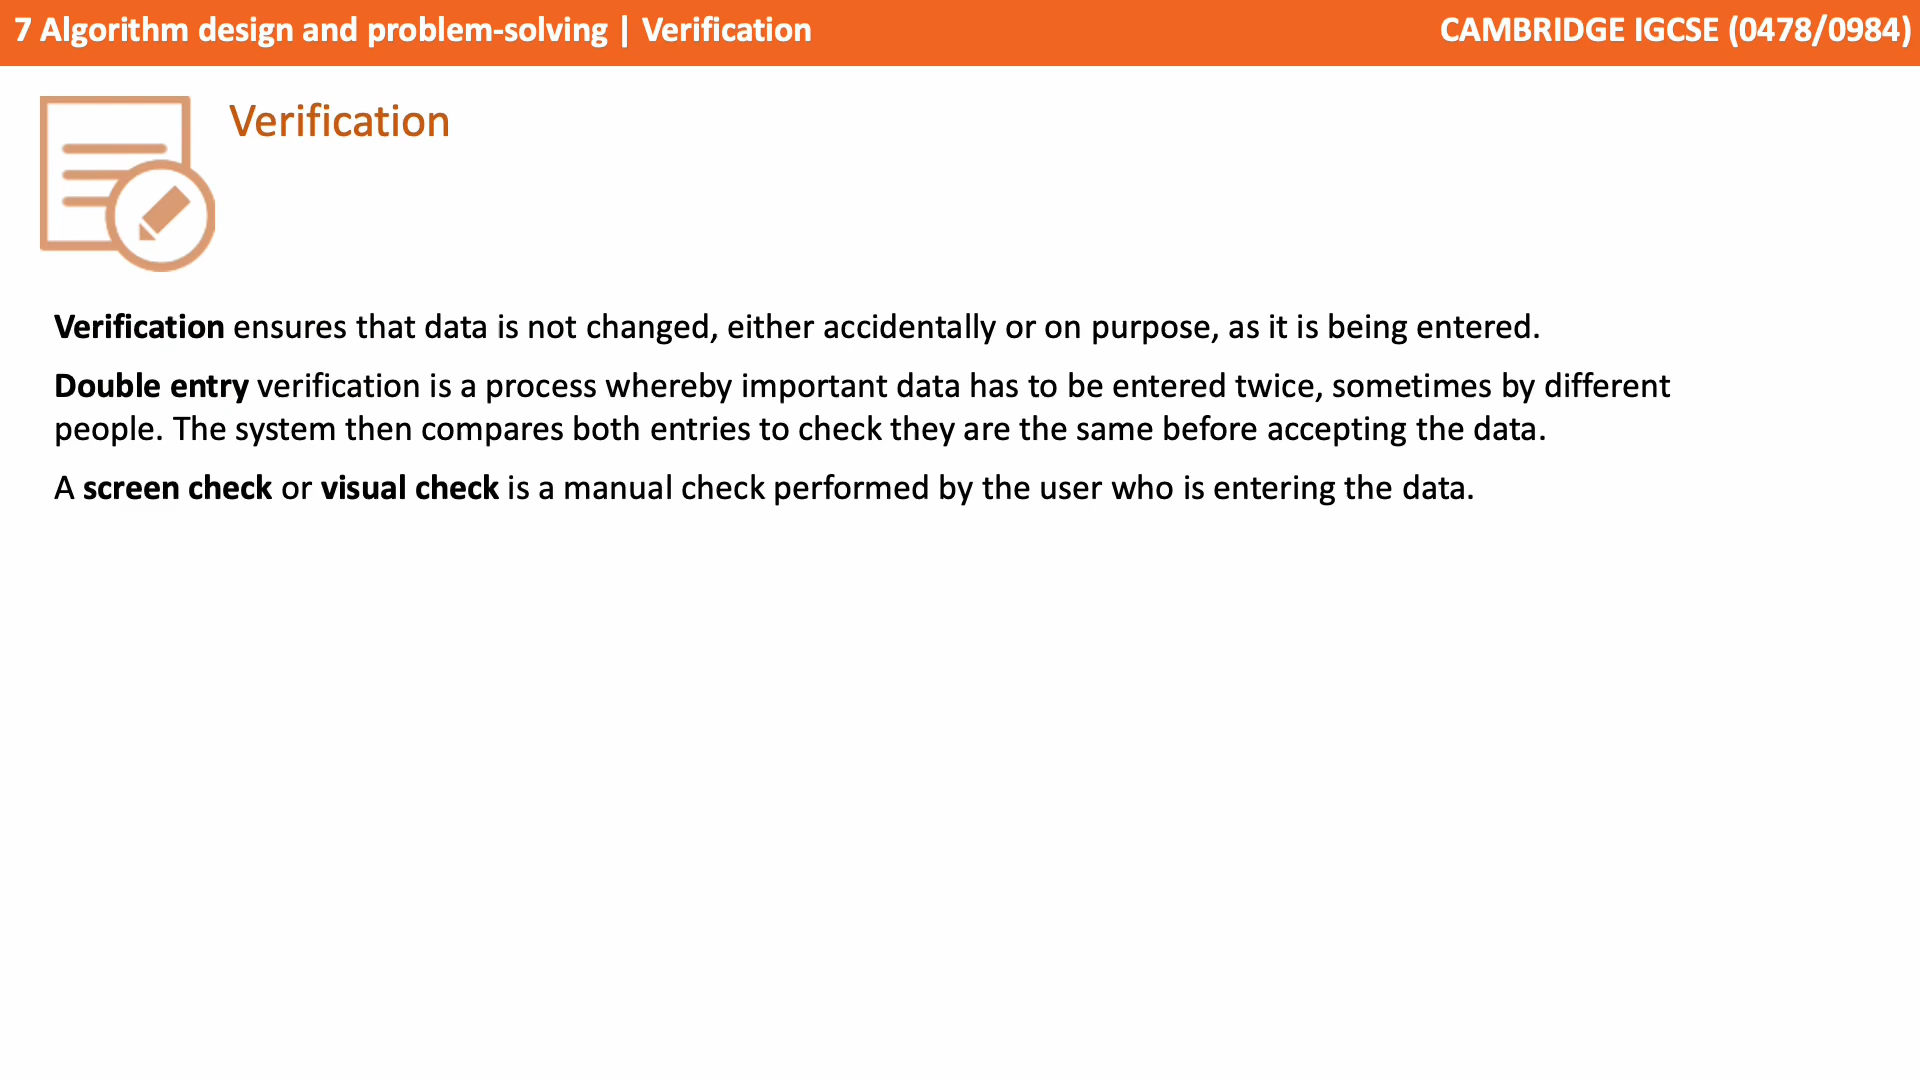 7 Algorithm design and problem-solving | Verification
CAMBRIDGE IGCSE (0478/0984)
Verification
Verification ensures that data is not changed, either accidentally or on purpose, as it is being entered.
Double entry verification is a process whereby important data has to be entered twice, sometimes by different
people. The system then compares both entries to check they are the same before accepting the data.
A screen check or visual check is a manual check performed by the user who is entering the data.